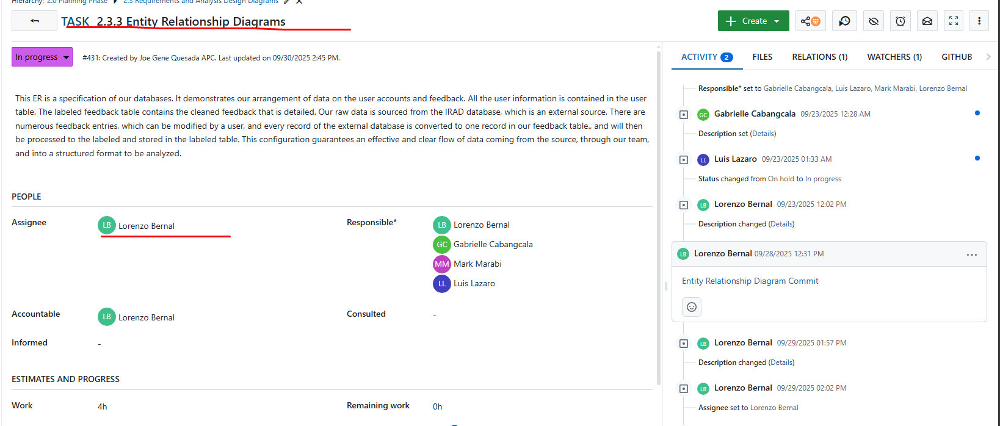 Hierarchy: 2.0 Planning Phase 2.3 Requirements and Analysis Design Diagrams
TASK 2.3.3 Entity Relationship Diagrams
Create
In progress
#431: Created by Joe Gene Quesada APC. Last updated on 09/30/2025 2:45 PM.
This ER is a specification of our databases. It demonstrates our arrangement of data on the user accounts and feedback. All the user information is contained in the user
table. The labeled feedback table contains the cleaned feedback that is detailed. Our raw data is sourced from the IRAD database, which is an external source. There are
numerous feedback entries, which can be modified by a user, and every record of the external database is converted to one record in our feedback table., and will then
be processed to the labeled and stored in the labeled table. This configuration guarantees an effective and clear flow of data coming from the source, through our team,
and into a structured format to be analyzed.
PEOPLE
Assignee
LB Lorenzo Bernal
Responsible*
LB Lorenzo Bernal
GC Gabrielle Cabangcala
MM Mark Marabi
LL Luis Lazaro
Accountable
LB Lorenzo Bernal
Consulted
-
Informed
-
ESTIMATES AND PROGRESS
Work
4h
Remaining work
0h
ACTIVITY 2
FILES
RELATIONS (1)
WATCHERS (1)
GITHUB
Responsible* set to Gabrielle Cabangcala, Luis Lazaro, Mark Marabi, Lorenzo Bernal
GC Gabrielle Cabangcala 09/23/2025 12:28 AM
Description set (Details)
LL Luis Lazaro 09/23/2025 01:33 AM
Status changed from On hold to In progress
LB Lorenzo Bernal 09/23/2025 12:02 PM
Description changed (Details)
LB Lorenzo Bernal 09/28/2025 12:31 PM
Entity Relationship Diagram Commit
LB Lorenzo Bernal 09/29/2025 01:57 PM
Description changed (Details)
LB Lorenzo Bernal 09/29/2025 02:02 PM
Assignee set to Lorenzo Bernal